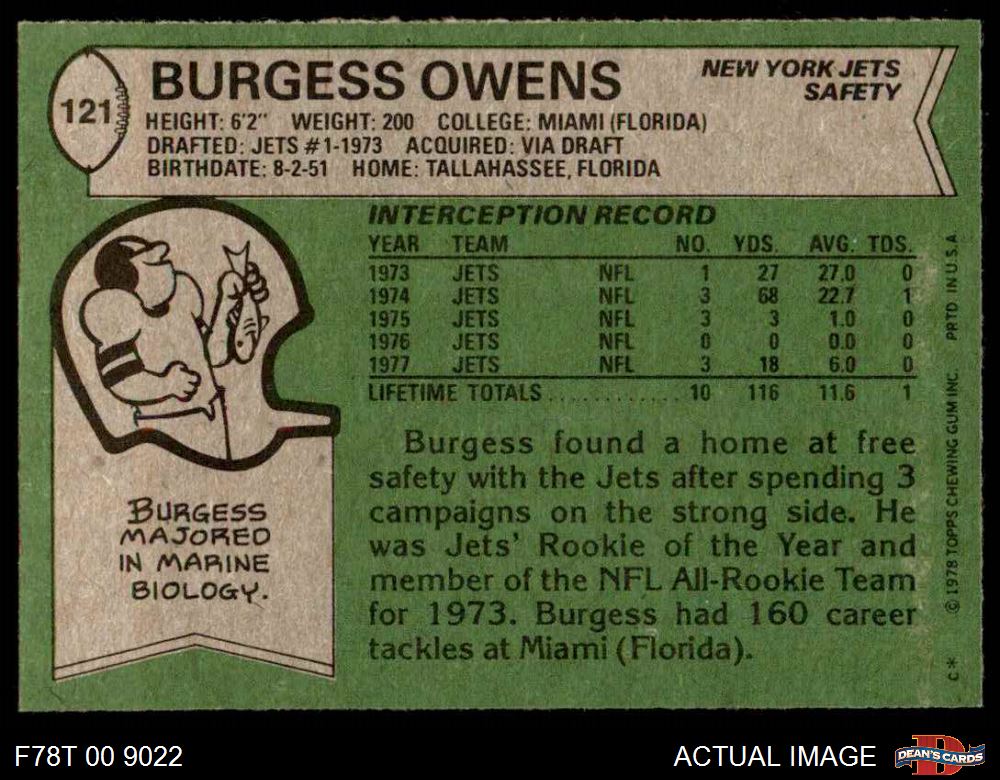 121
BURGESS OWENS
NEW YORK JETS
SAFETY
HEIGHT: 6'2" WEIGHT: 200 COLLEGE: MIAMI (FLORIDA)
DRAFTED: JETS #1-1973 ACQUIRED: VIA DRAFT
BIRTHDATE: 8-2-51 HOME: TALLAHASSEE, FLORIDA
INTERCEPTION RECORD
YEAR TEAM NO. YDS. AVG. TDS.
1973 JETS NFL 1 27 27.0 0
1974 JETS NFL 3 68 22.7 1
1975 JETS NFL 3 3 1.0 0
1976 JETS NFL 0 0 0.0 0
1977 JETS NFL 3 18 6.0 0
LIFETIME TOTALS ............ 10 116 11.6 1
Burgess found a home at free
safety with the Jets after spending 3
campaigns on the strong side. He
was Jets' Rookie of the Year and
member of the NFL All-Rookie Team
for 1973. Burgess had 160 career
tackles at Miami (Florida).
BURGESS
MAJORED
IN MARINE
BIOLOGY.
C* © 1978 TOPPS CHEWING GUM INC. PRTD IN U.S.A
F78T 00 9022
ACTUAL IMAGE
D
DEAN'S CARDS